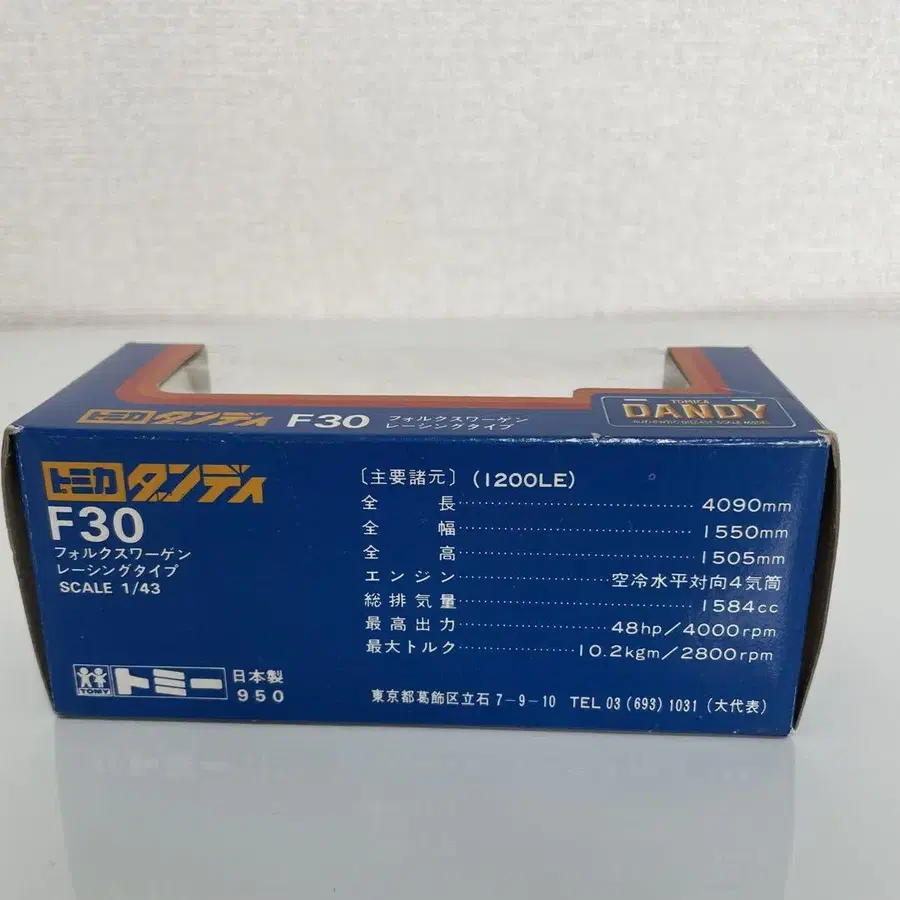 トミカ ダンディ F30 フォルクスワーゲン
レーシングタイプ
TOMICA
DANDY
トミカ ダンディ
F30
フォルクスワーゲン
レーシングタイプ
SCALE 1/43
〔主要諸元〕(1200LE)
全長 4090mm
全幅 1550mm
全高 1505mm
エンジン 空冷水平対向4気筒
総排気量 1584cc
最高出力 48hp/4000rpm
最大トルク 10.2kgm/2800rpm
TOMY トミー 日本製
950
東京都葛飾区立石7-9-10 TEL 03 (693) 1031 (大代表)